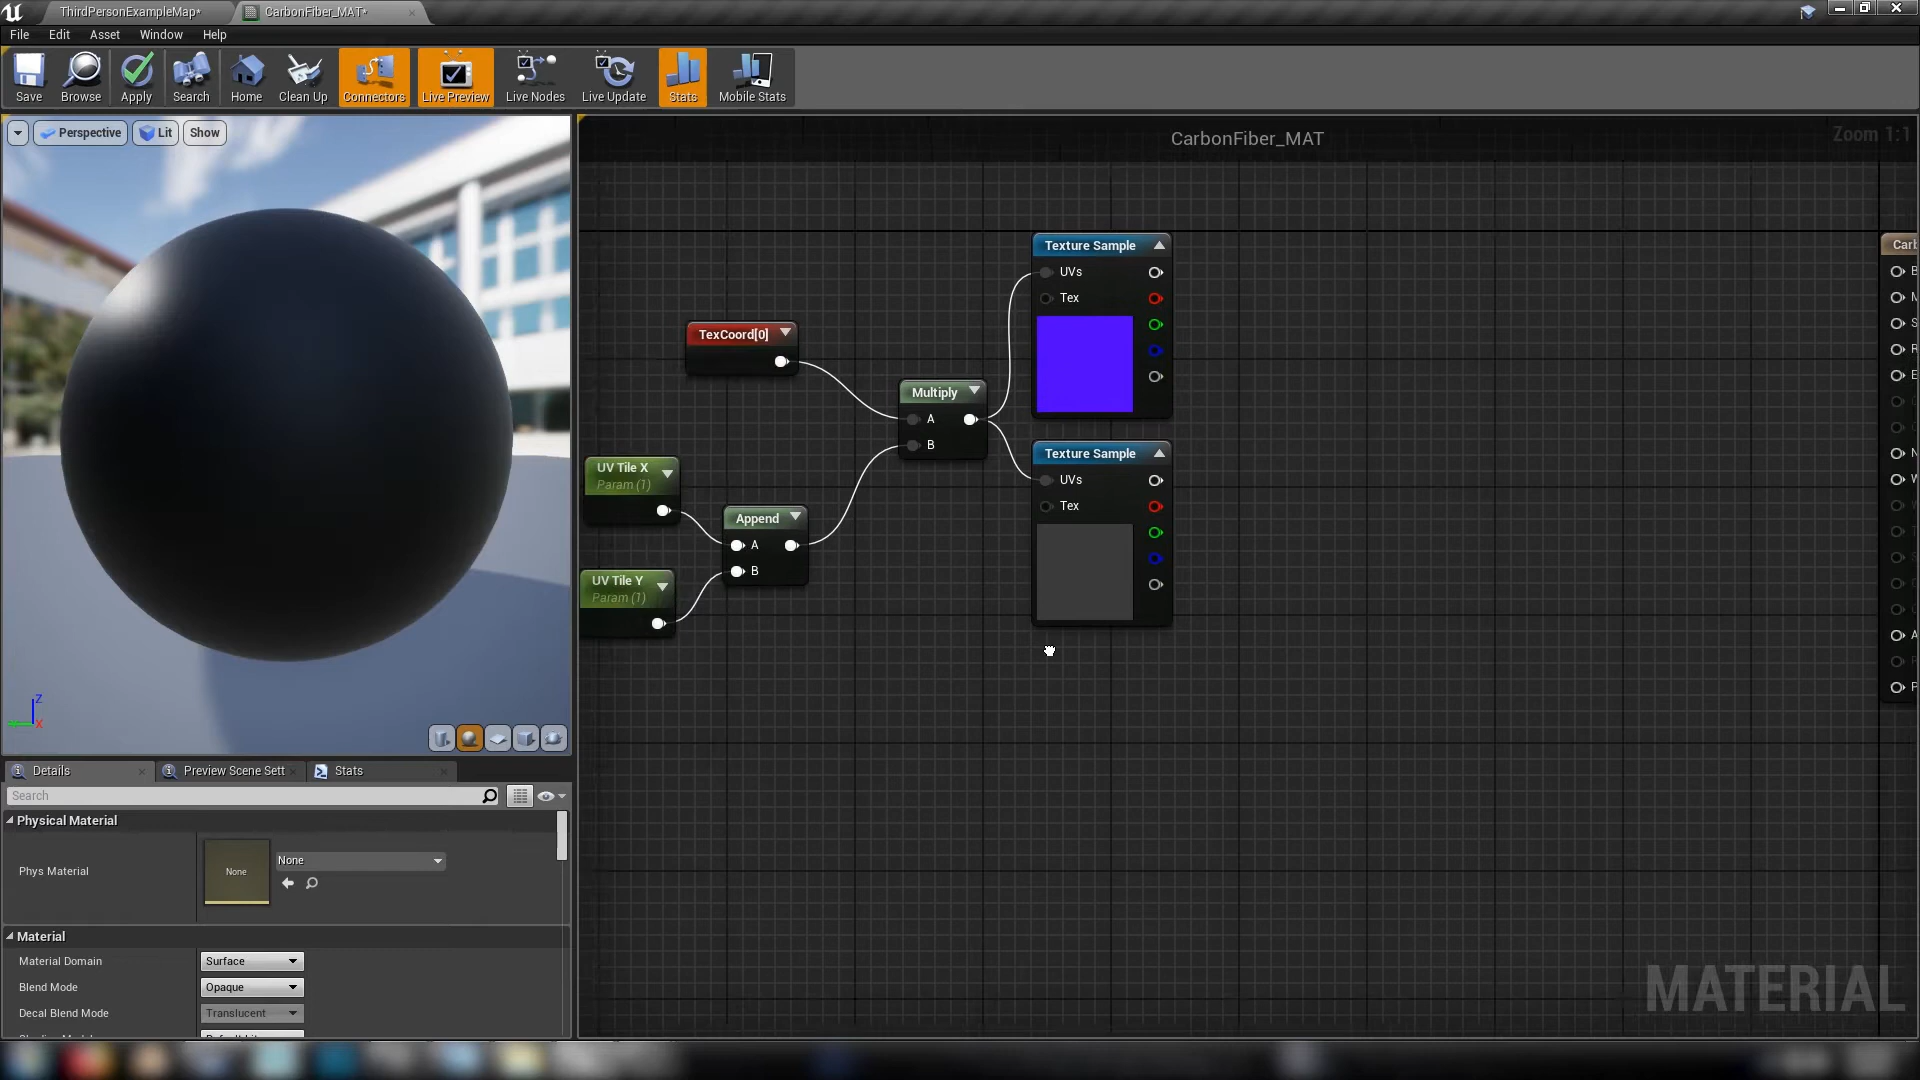 ThirdPersonExampleMap*
CarbonFiber_MAT*
File Edit Asset Window Help
Save Browse Apply Search Home Clean Up Connectors Live Preview Live Nodes Live Update Stats Mobile Stats
Perspective Lit Show
CarbonFiber_MAT
Zoom 1:1
Texture Sample
UVs
Tex
TexCoord[0]
Multiply
A
B
Texture Sample
UVs
Tex
UV Tile X
Param (1)
Append
A
B
UV Tile Y
Param (1)
Z
X
Details
Preview Scene Sett
Stats
Search
Physical Material
Phys Material
None
None
Material
Material Domain
Surface
Blend Mode
Opaque
Decal Blend Mode
Translucent
MATERIAL